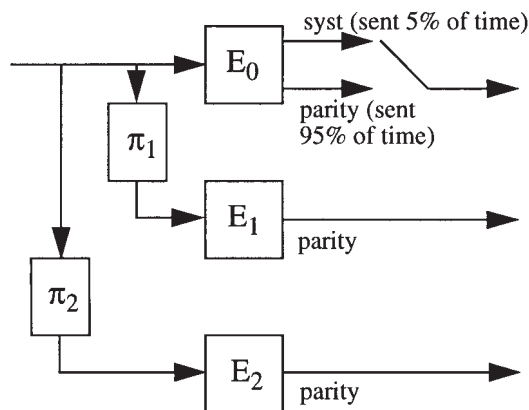 syst (sent 5% of time)
E0
parity (sent
95% of time)
π1
E1
parity
π2
E2
parity